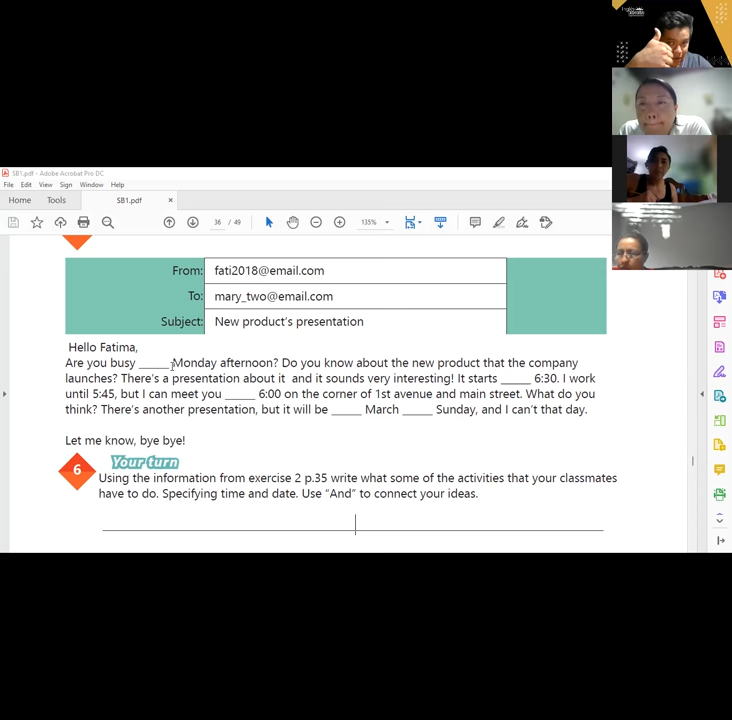 Inglés
SB1.pdf - Adobe Acrobat Pro DC
File Edit View Sign Window Help
Home Tools SB1.pdf ×
36 / 49 135%
From: fati2018@email.com
To: mary_two@email.com
Subject: New product's presentation
Hello Fatima,
Are you busy _____ Monday afternoon? Do you know about the new product that the company
launches? There's a presentation about it and it sounds very interesting! It starts _____ 6:30. I work
until 5:45, but I can meet you _____ 6:00 on the corner of 1st avenue and main street. What do you
think? There's another presentation, but it will be _____ March _____ Sunday, and I can't that day.
Let me know, bye bye!
Your turn
6
Using the information from exercise 2 p.35 write what some of the activities that your classmates
have to do. Specifying time and date. Use “And” to connect your ideas.